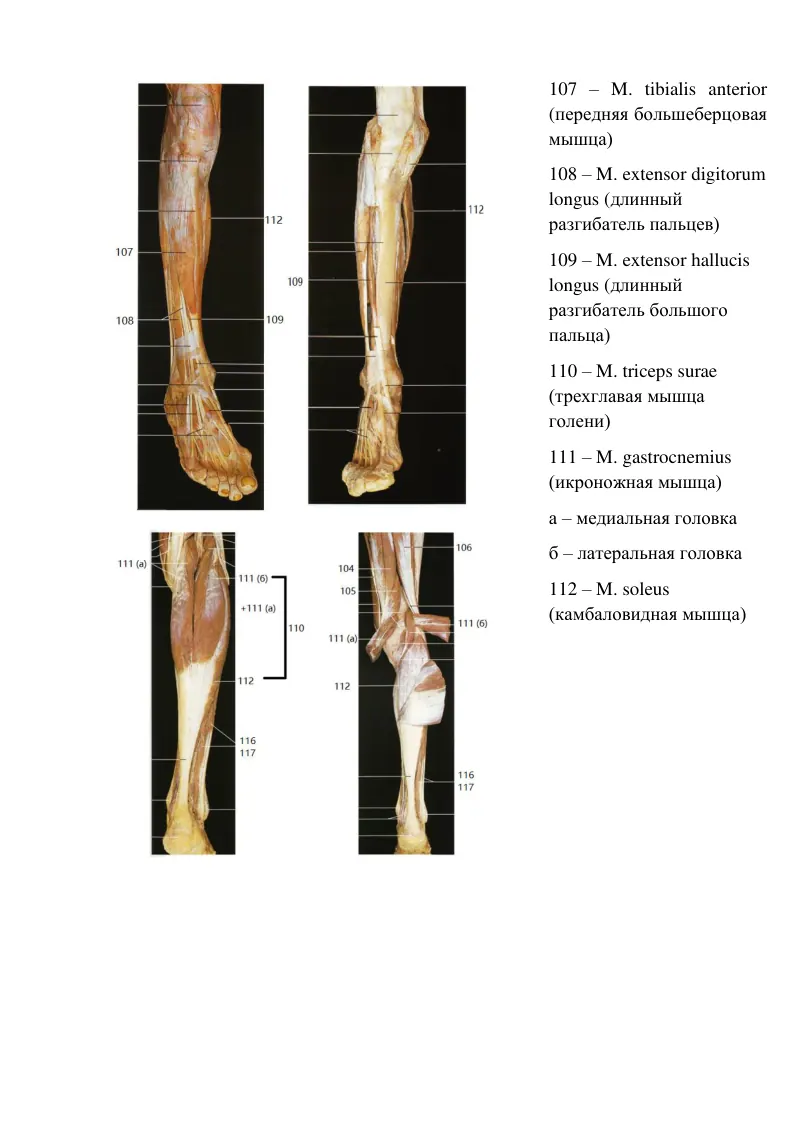 112
107
108
109
112
109
111 (а)
111 (б)
+111 (а)
110
112
116
117
106
104
105
111 (б)
111 (а)
112
116
117
107 – M. tibialis anterior
(передняя большеберцовая
мышца)
108 – M. extensor digitorum
longus (длинный
разгибатель пальцев)
109 – M. extensor hallucis
longus (длинный
разгибатель большого
пальца)
110 – M. triceps surae
(трехглавая мышца
голени)
111 – M. gastrocnemius
(икроножная мышца)
а – медиальная головка
б – латеральная головка
112 – M. soleus
(камбаловидная мышца)